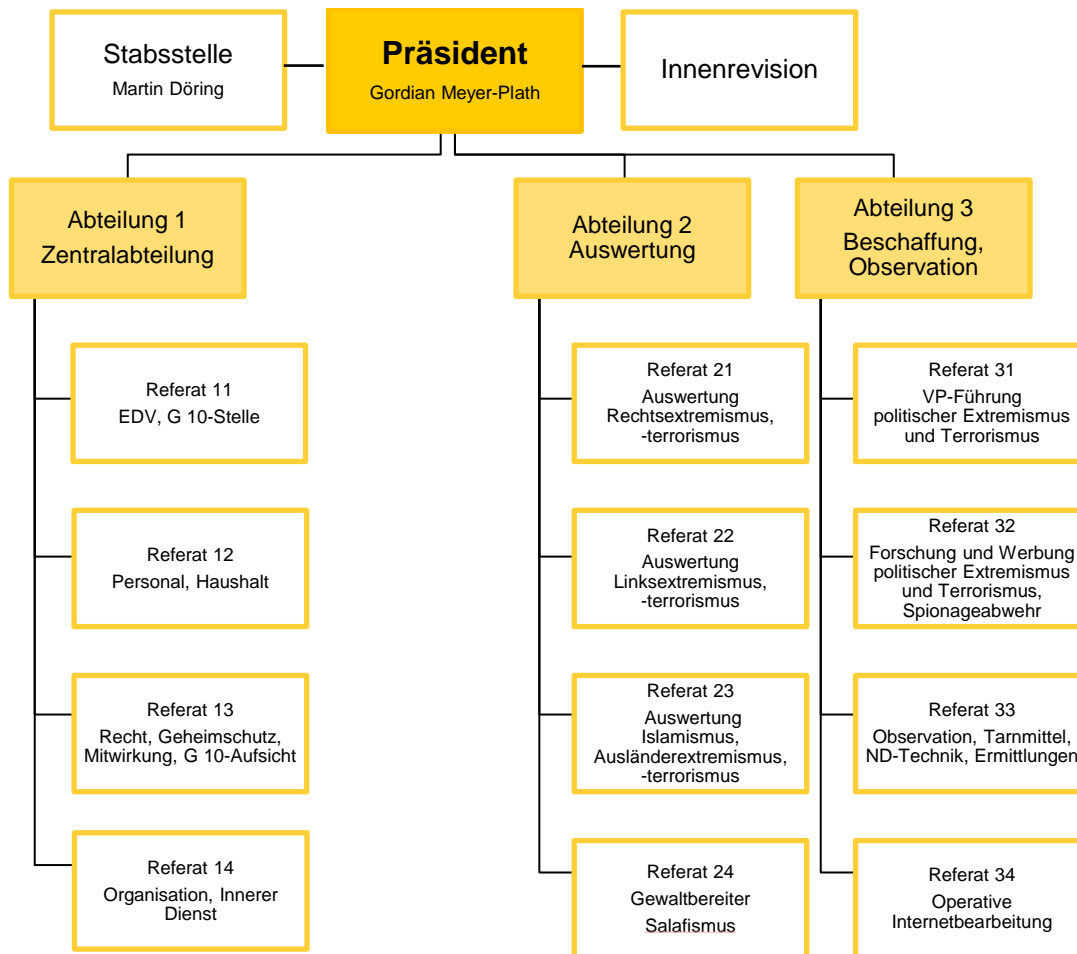 Stabsstelle
Martin Döring
Präsident
Gordian Meyer-Plath
Innenrevision
Abteilung 1
Zentralabteilung
Abteilung 2
Auswertung
Abteilung 3
Beschaffung,
Observation
Referat 11
EDV, G 10-Stelle
Referat 12
Personal, Haushalt
Referat 13
Recht, Geheimschutz,
Mitwirkung, G 10-Aufsicht
Referat 14
Organisation, Innerer
Dienst
Referat 21
Auswertung
Rechtsextremismus,
-terrorismus
Referat 22
Auswertung
Linksextremismus,
-terrorismus
Referat 23
Auswertung
Islamismus,
Ausländerextremismus,
-terrorismus
Referat 24
Gewaltbereiter
Salafismus
Referat 31
VP-Führung
politischer Extremismus
und Terrorismus
Referat 32
Forschung und Werbung
politischer Extremismus
und Terrorismus,
Spionageabwehr
Referat 33
Observation, Tarnmittel,
ND-Technik, Ermittlungen
Referat 34
Operative
Internetbearbeitung